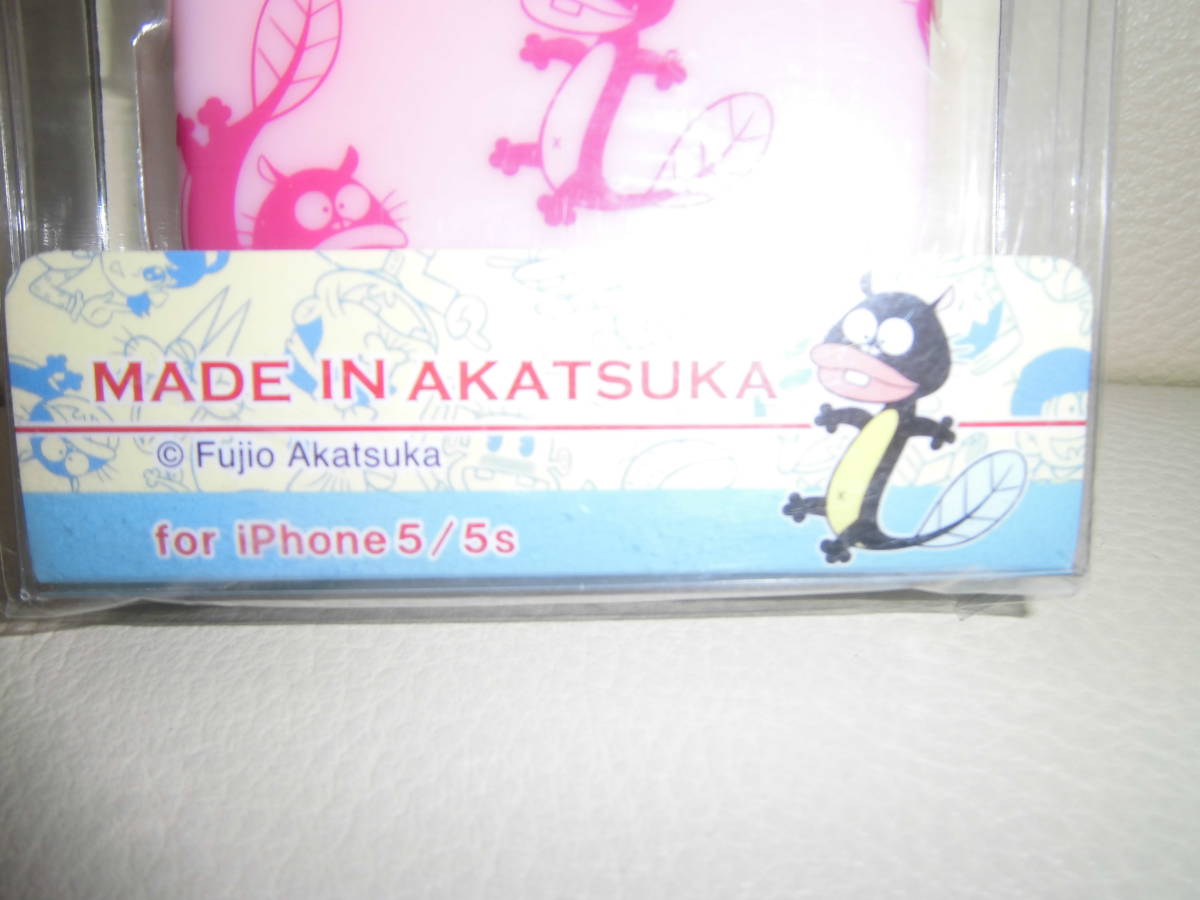 MADE IN AKATSUKA
© Fujio Akatsuka
for iPhone 5/5s